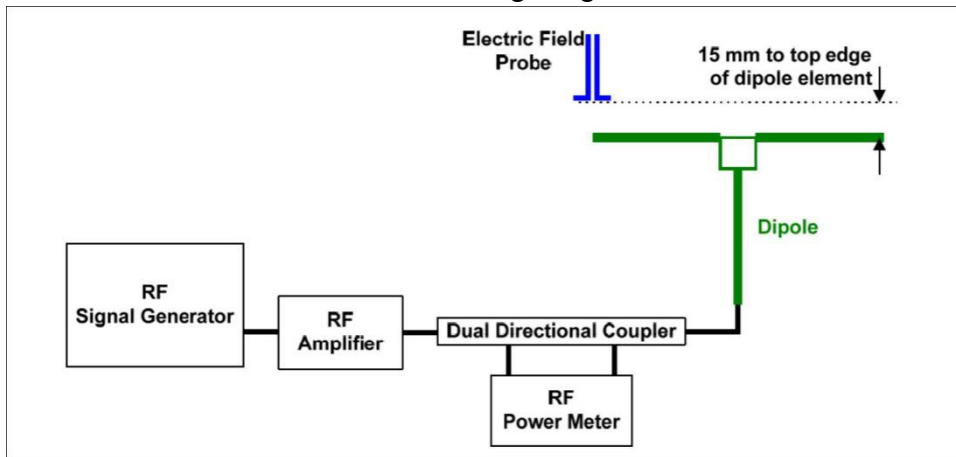 Electric Field
Probe
15 mm to top edge
of dipole element
Dipole
RF
Signal Generator
RF
Amplifier
Dual Directional Coupler
RF
Power Meter